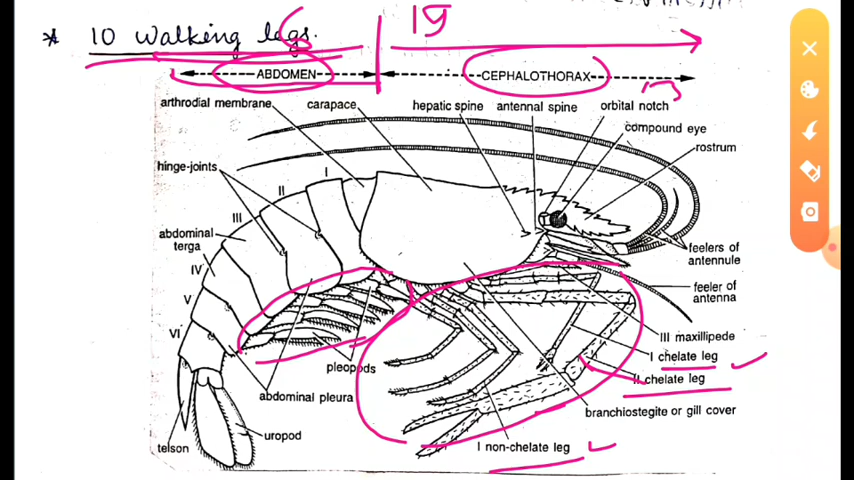 * 10 Walking legs.
6
19
ABDOMEN
CEPHALOTHORAX
13
arthrodial membrane
carapace
hepatic spine
antennal spine
orbital notch
compound eye
rostrum
hinge-joints
I
II
III
abdominal terga
IV
V
VI
feelers of antennule
feeler of antenna
III maxillipede
I chelate leg
II chelate leg
pleopods
abdominal pleura
branchiostegite or gill cover
uropod
telson
I non-chelate leg